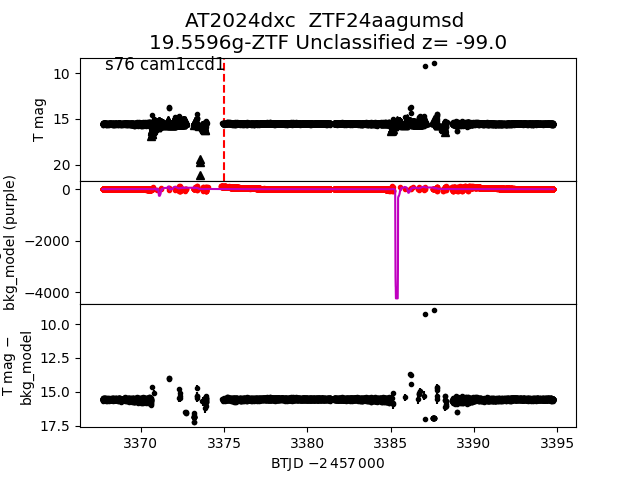 AT2024dxc ZTF24aagumsd
19.5596g-ZTF Unclassified z= -99.0
s76 cam1ccd1
10
15
20
T mag
0
−2000
−4000
bkg_model (purple)
10.0
12.5
15.0
17.5
T mag −
bkg_model
3370
3375
3380
3385
3390
3395
BTJD −2 457 000